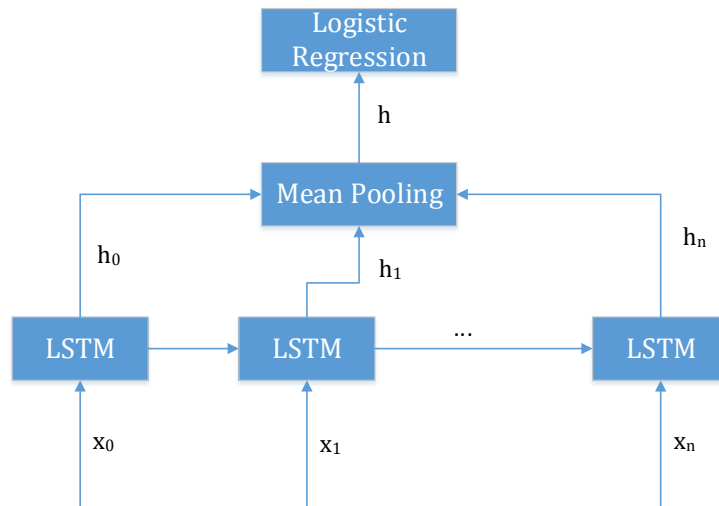 Logistic
Regression
h
Mean Pooling
h₀
h₁
hₙ
LSTM
LSTM
...
LSTM
x₀
x₁
xₙ